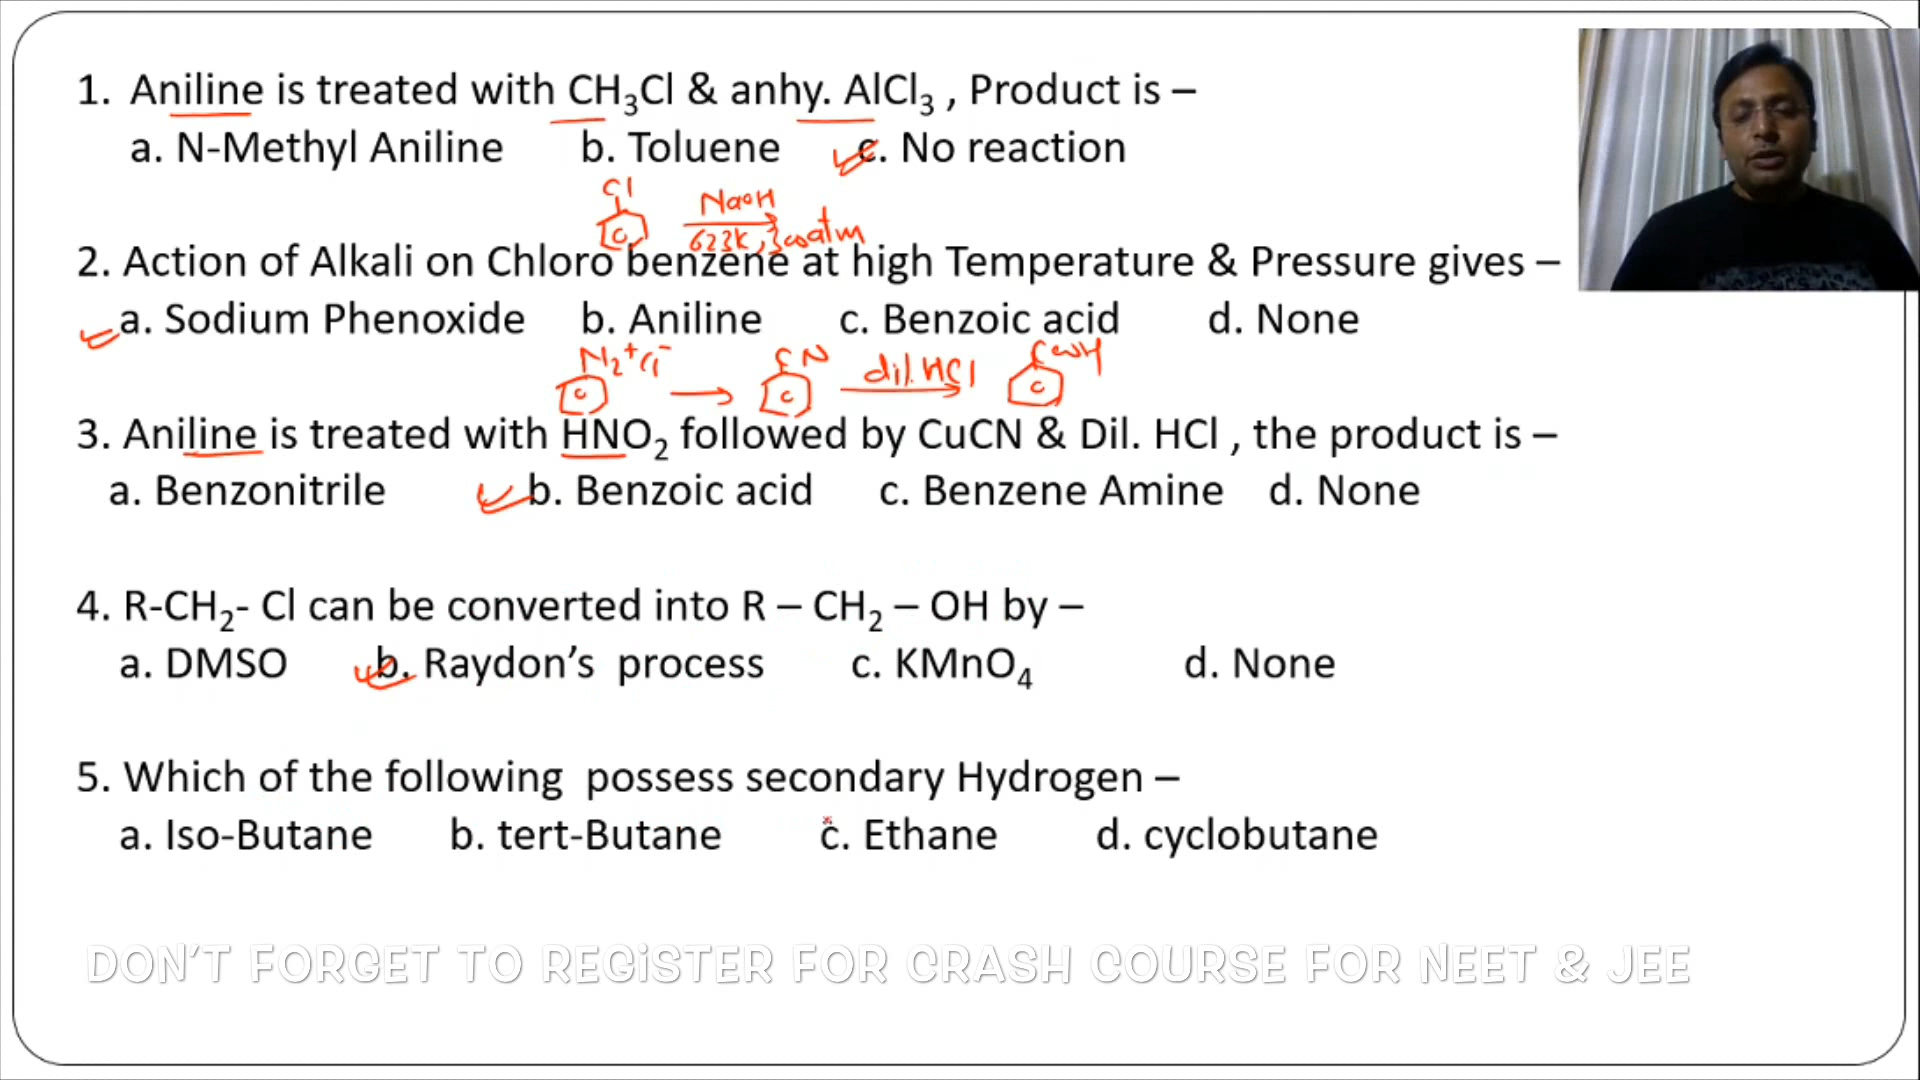 1. Aniline is treated with CH₃Cl & anhy. AlCl₃ , Product is –
a. N-Methyl Aniline b. Toluene c. No reaction
Cl NaOH
623K, 300atm
2. Action of Alkali on Chloro benzene at high Temperature & Pressure gives –
a. Sodium Phenoxide b. Aniline c. Benzoic acid d. None
N₂⁺Cl⁻ CN dil. HCl COOH
3. Aniline is treated with HNO₂ followed by CuCN & Dil. HCl , the product is –
a. Benzonitrile b. Benzoic acid c. Benzene Amine d. None
4. R-CH₂- Cl can be converted into R – CH₂ – OH by –
a. DMSO b. Raydon’s process c. KMnO₄ d. None
5. Which of the following possess secondary Hydrogen –
a. Iso-Butane b. tert-Butane c. Ethane d. cyclobutane
DON'T FORGET TO REGiSTER FOR CRASH COURSE FOR NEET & JEE